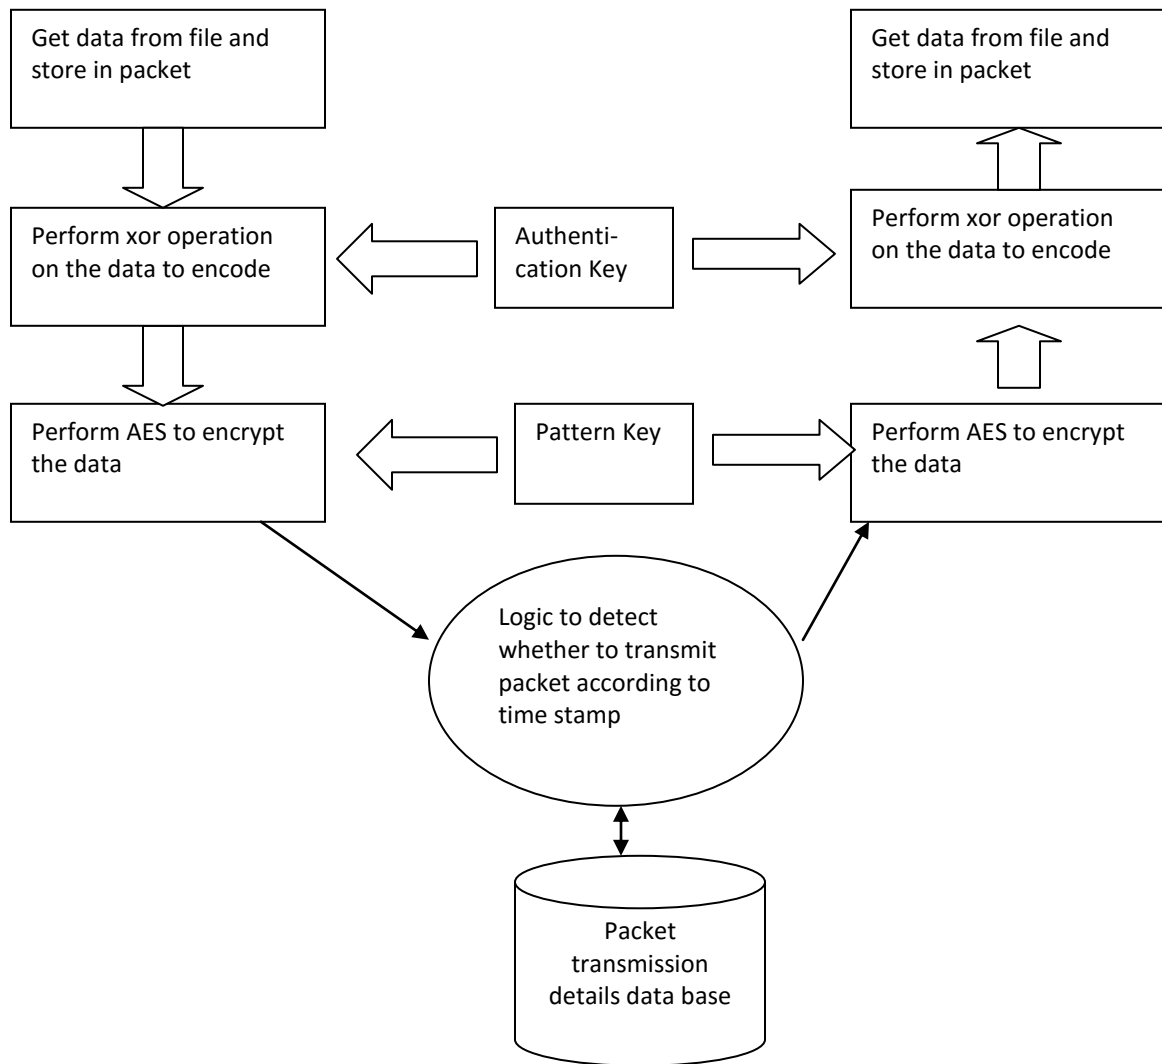 Get data from file and
store in packet
Get data from file and
store in packet
Perform xor operation
on the data to encode
Authenti-
cation Key
Perform xor operation
on the data to encode
Perform AES to encrypt
the data
Pattern Key
Perform AES to encrypt
the data
Logic to detect
whether to transmit
packet according to
time stamp
Packet
transmission
details data base